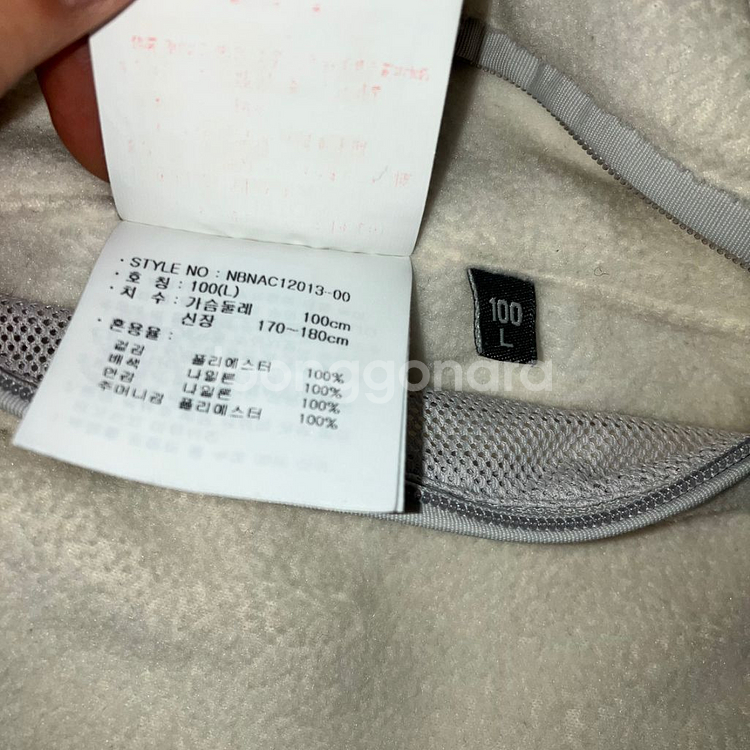 · STYLE NO : NBNAC12013-00
· 호 칭 : 100(L)
· 치 수 : 가슴둘레 100cm
신장 170~180cm
· 혼용율 :
겉감 폴리에스터 100%
배색 나일론 100%
안감 나일론 100%
주머니감 폴리에스터 100%
100
L
joonggonara